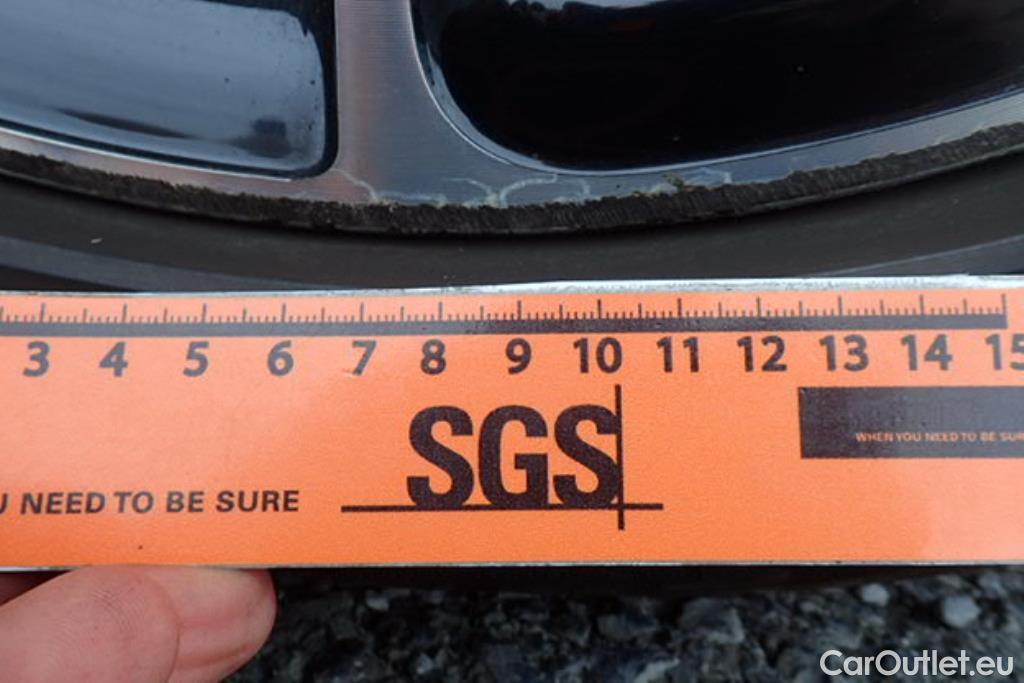 3 4 5 6 7 8 9 10 11 12 13 14 15
SGS
WHEN YOU NEED TO BE SUR
U NEED TO BE SURE
CarOutlet.eu